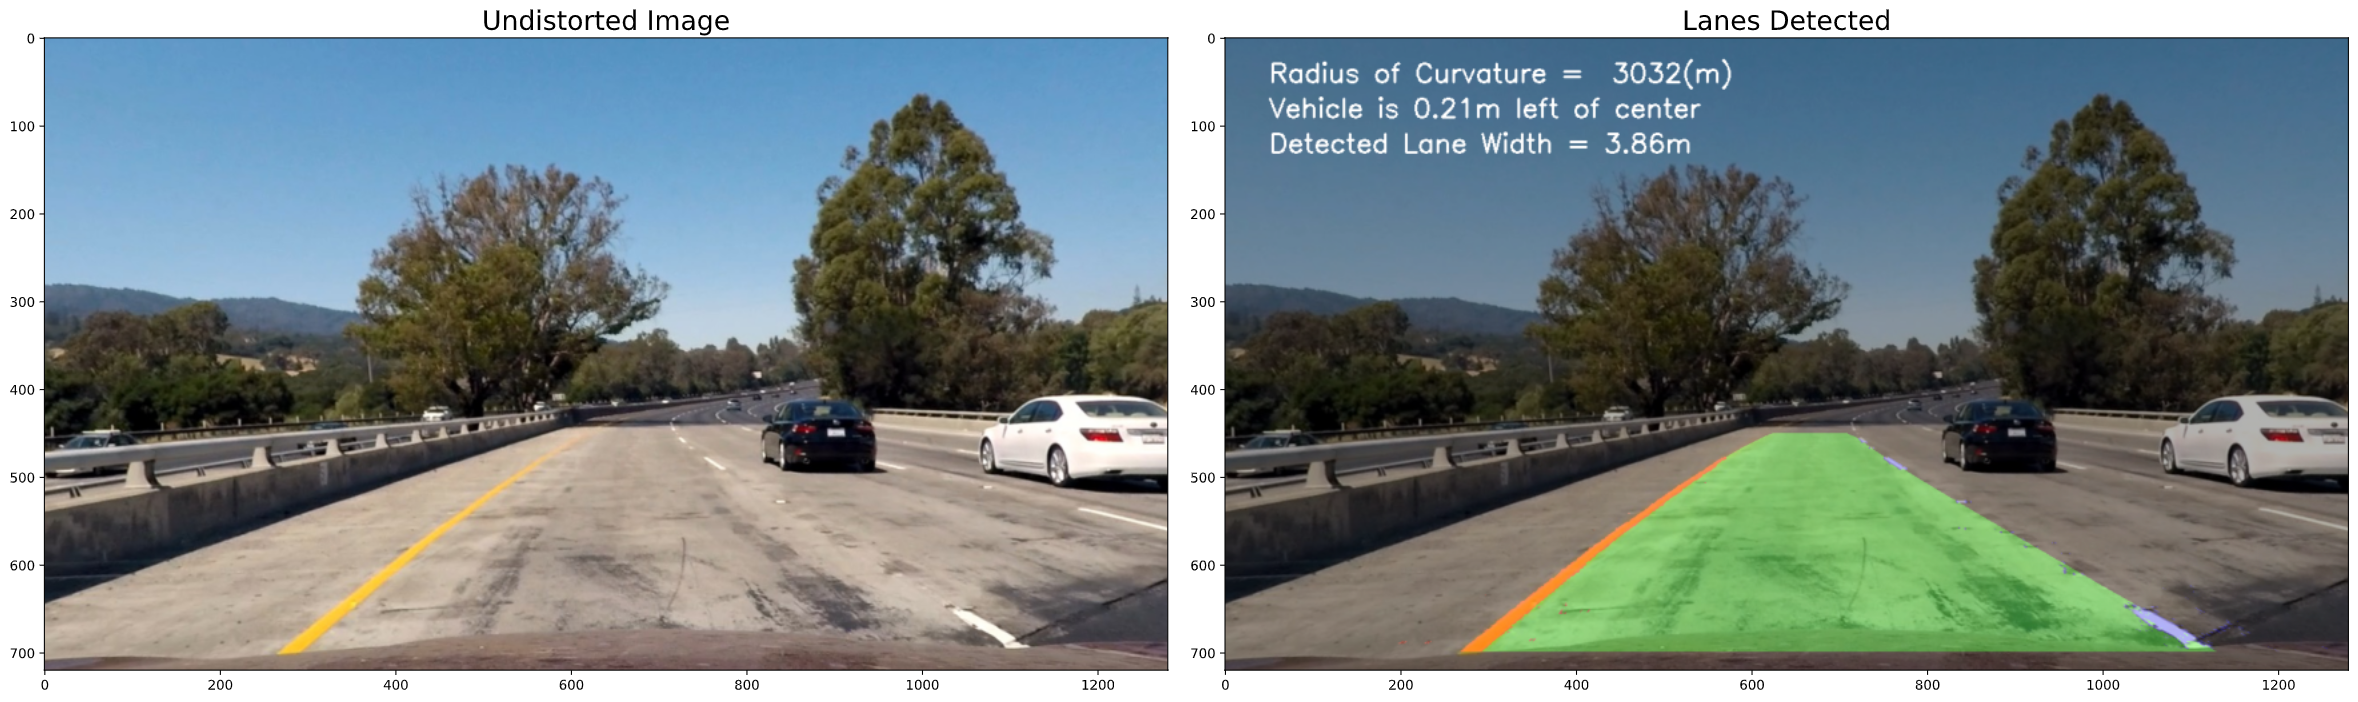 Undistorted Image
Lanes Detected
0
100
200
300
400
500
600
700
0 200 400 600 800 1000 1200
0
100
200
300
400
500
600
700
0 200 400 600 800 1000 1200
Radius of Curvature = 3032(m)
Vehicle is 0.21m left of center
Detected Lane Width = 3.86m